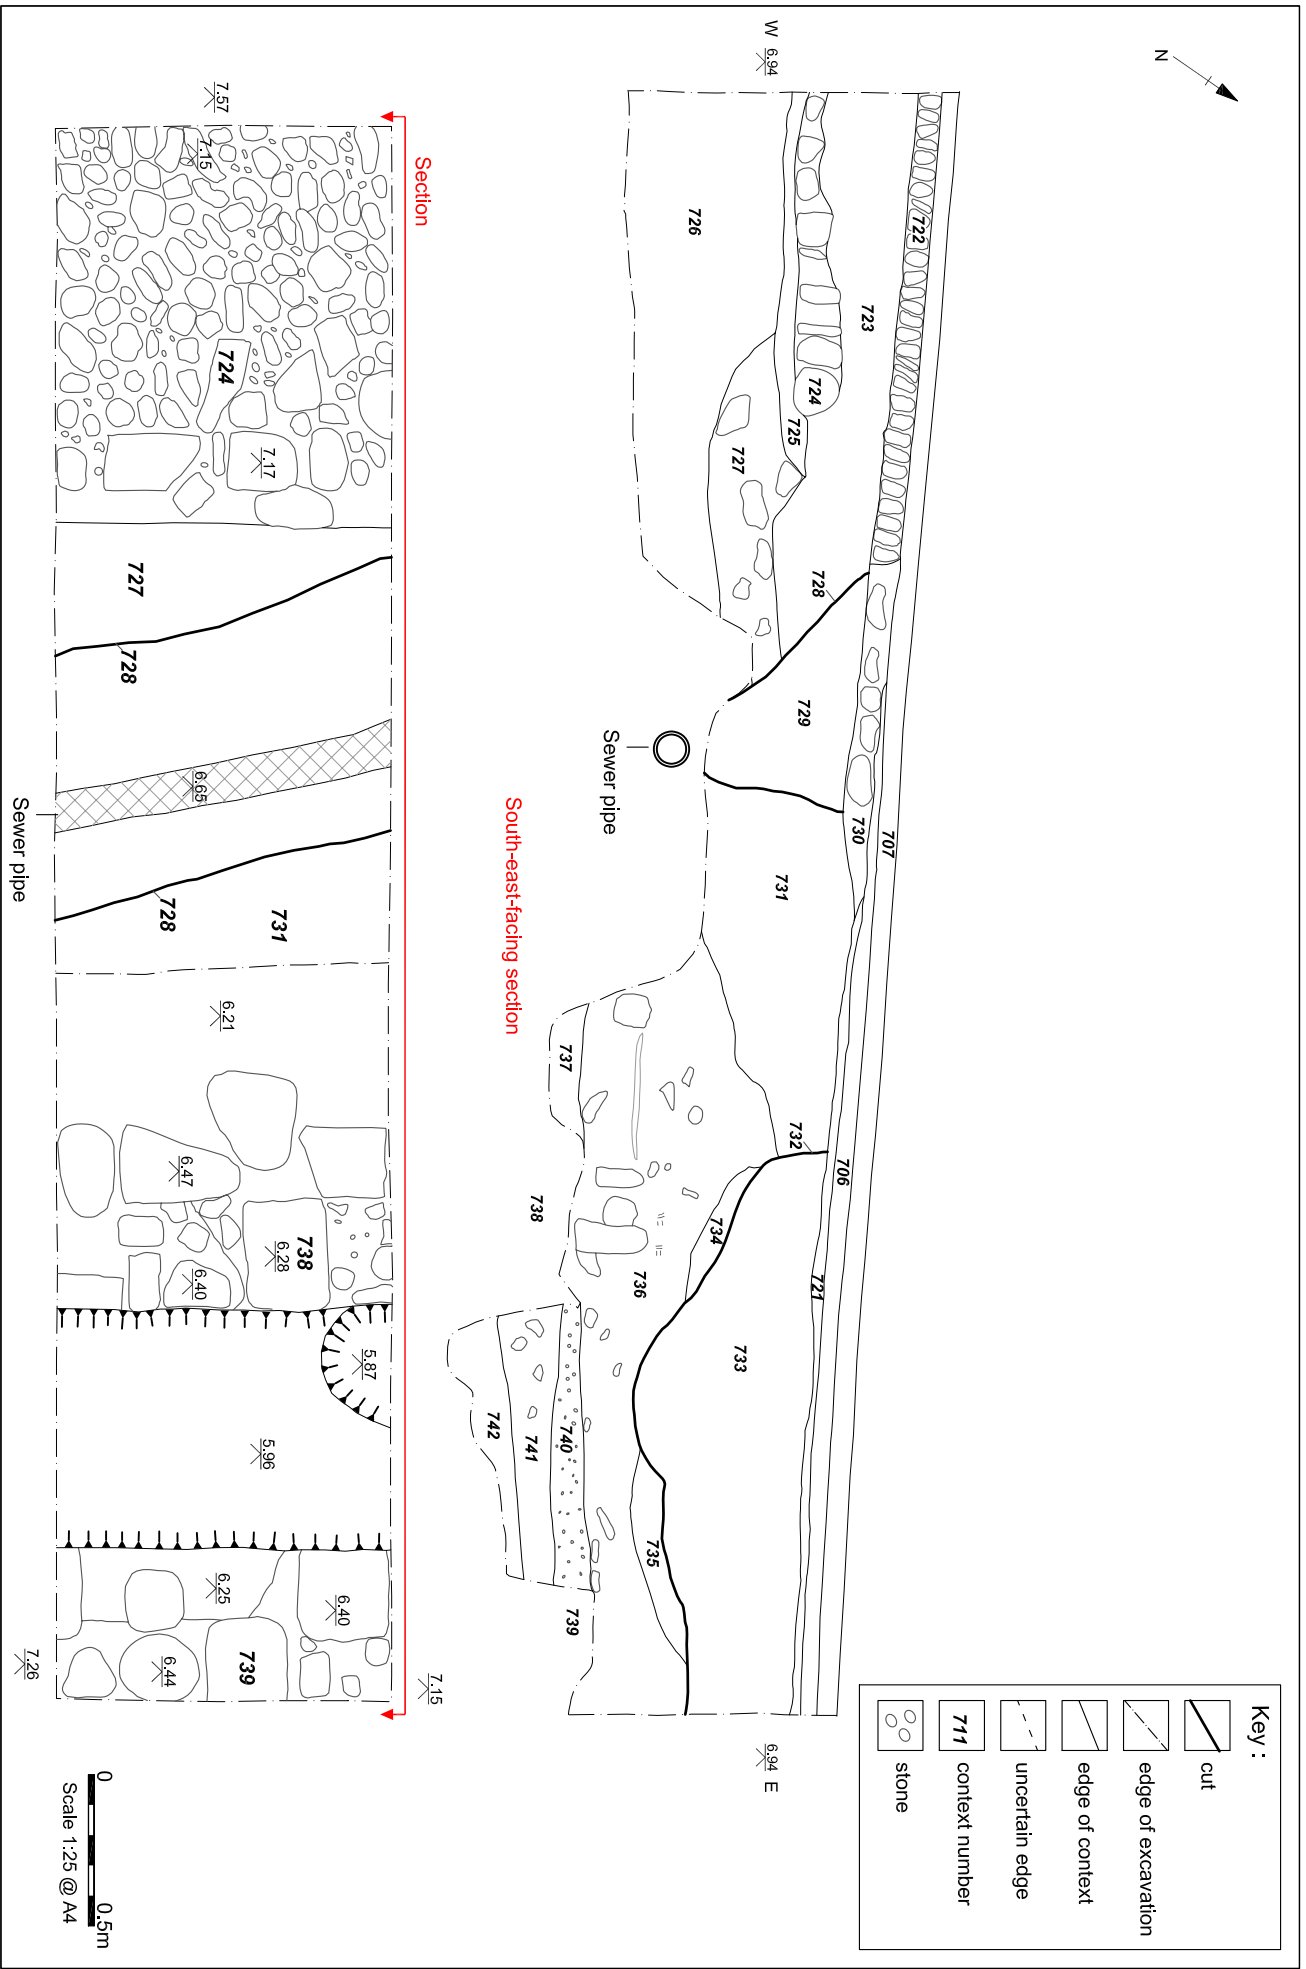 N
W 6.94
722
723
724
725
726
727
728
729
730
707
731
732
706
721
733
734
735
736
737
738
739
740
741
742
6.94 E
Sewer pipe
South-east-facing section
Section
7.57
7.15
724
7.17
727
728
6.65
Sewer pipe
728
731
6.21
6.47
738
6.28
6.40
5.87
5.96
6.25
6.40
739
6.44
7.26
7.15
Key :
cut
edge of excavation
edge of context
uncertain edge
711 context number
stone
0 0.5m
Scale 1:25 @ A4